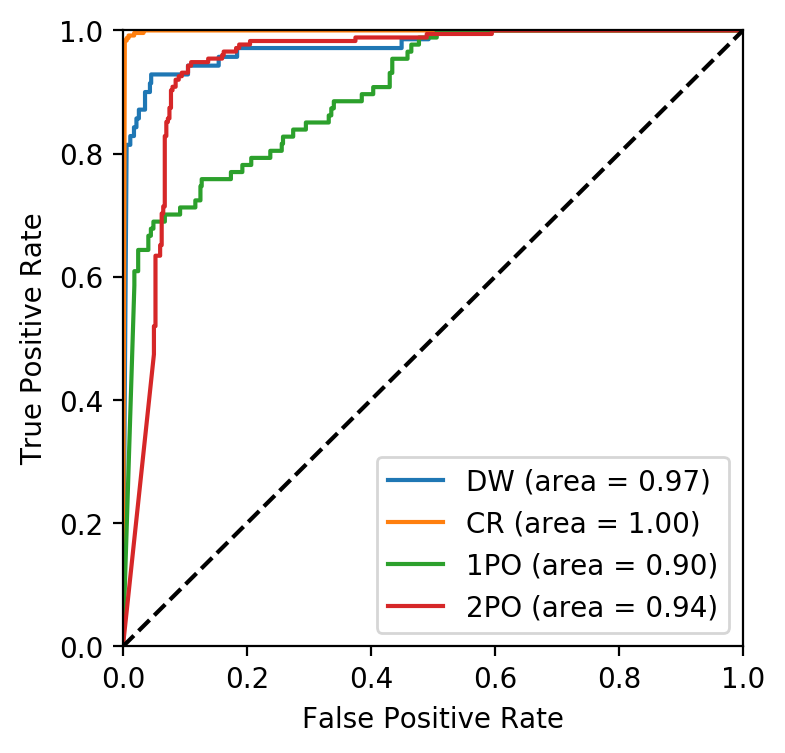 1.0
0.8
0.6
0.4
0.2
0.0
True Positive Rate
DW (area = 0.97)
CR (area = 1.00)
1PO (area = 0.90)
2PO (area = 0.94)
0.0 0.2 0.4 0.6 0.8 1.0
False Positive Rate